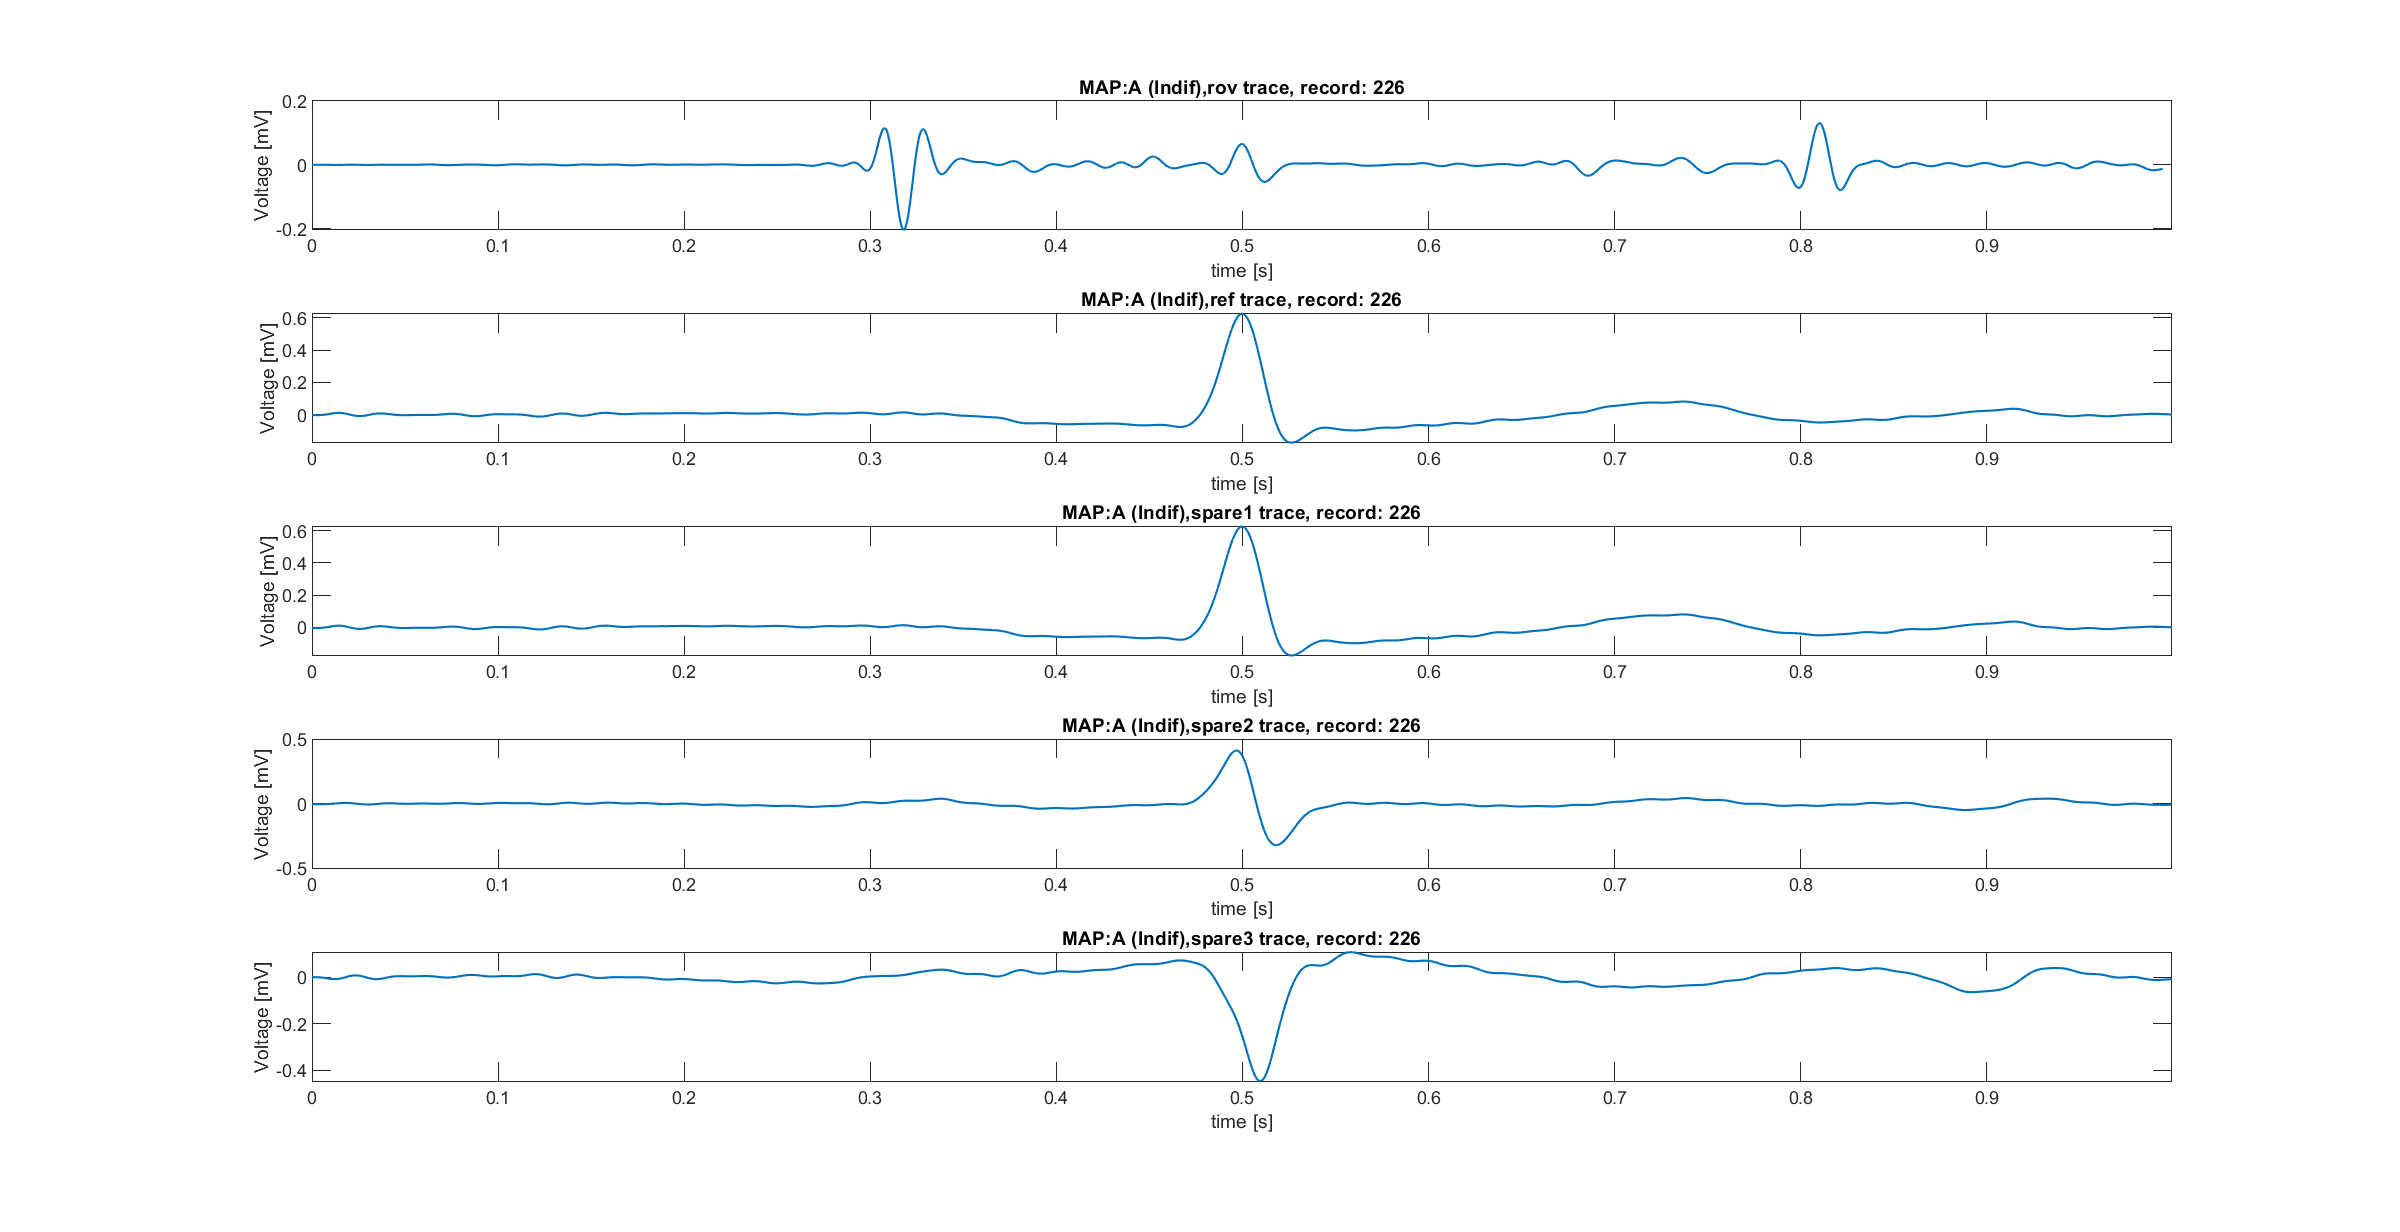 MAP:A (Indif),rov trace, record: 226
Voltage [mV]
0.2
0
-0.2
0 0.1 0.2 0.3 0.4 0.5 0.6 0.7 0.8 0.9
time [s]
MAP:A (Indif),ref trace, record: 226
Voltage [mV]
0.6
0.4
0.2
0
0 0.1 0.2 0.3 0.4 0.5 0.6 0.7 0.8 0.9
time [s]
MAP:A (Indif),spare1 trace, record: 226
Voltage [mV]
0.6
0.4
0.2
0
0 0.1 0.2 0.3 0.4 0.5 0.6 0.7 0.8 0.9
time [s]
MAP:A (Indif),spare2 trace, record: 226
Voltage [mV]
0.5
0
-0.5
0 0.1 0.2 0.3 0.4 0.5 0.6 0.7 0.8 0.9
time [s]
MAP:A (Indif),spare3 trace, record: 226
Voltage [mV]
0
-0.2
-0.4
0 0.1 0.2 0.3 0.4 0.5 0.6 0.7 0.8 0.9
time [s]